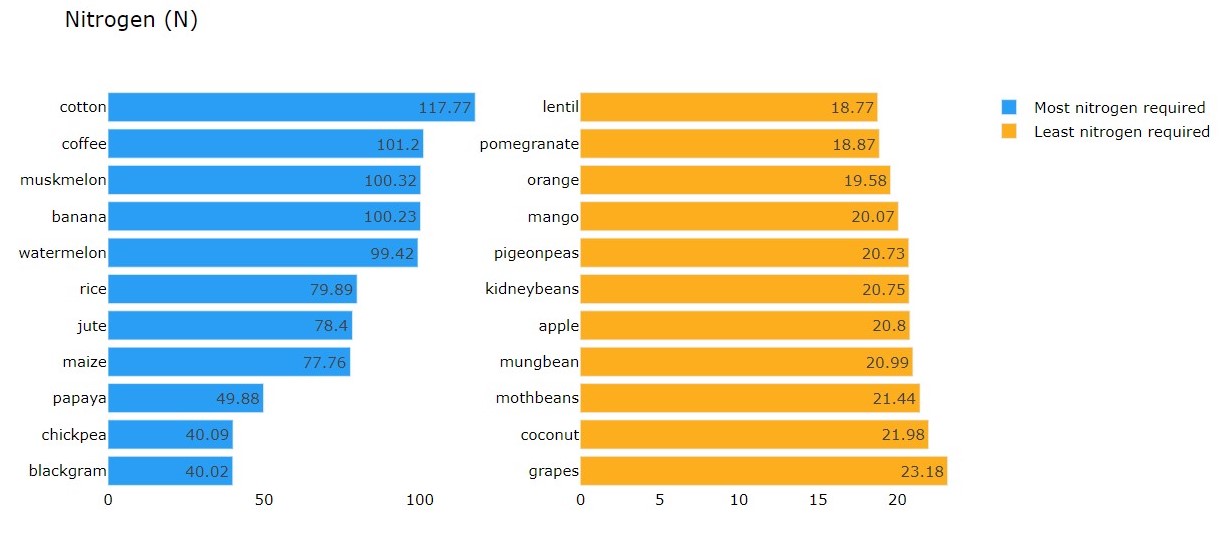 Nitrogen (N)
cotton 117.77
coffee 101.2
muskmelon 100.32
banana 100.23
watermelon 99.42
rice 79.89
jute 78.4
maize 77.76
papaya 49.88
chickpea 40.09
blackgram 40.02
0 50 100
lentil 18.77
pomegranate 18.87
orange 19.58
mango 20.07
pigeonpeas 20.73
kidneybeans 20.75
apple 20.8
mungbean 20.99
mothbeans 21.44
coconut 21.98
grapes 23.18
0 5 10 15 20
Most nitrogen required
Least nitrogen required